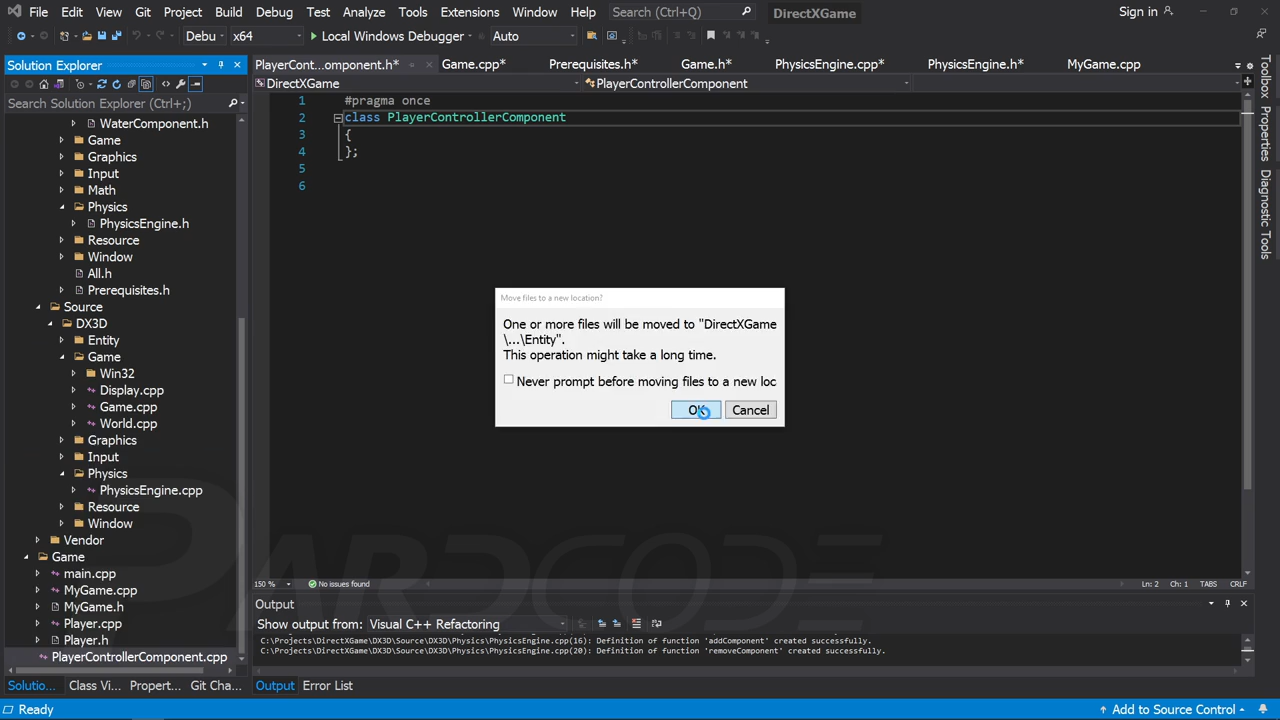 File Edit View Git Project Build Debug Test Analyze Tools Extensions Window Help Search (Ctrl+Q) DirectXGame Sign in
Debu x64 Local Windows Debugger Auto
Solution Explorer
Search Solution Explorer (Ctrl+;)
WaterComponent.h
Game
Graphics
Input
Math
Physics
PhysicsEngine.h
Resource
Window
All.h
Prerequisites.h
Source
DX3D
Entity
Game
Win32
Display.cpp
Game.cpp
World.cpp
Graphics
Input
Physics
PhysicsEngine.cpp
Resource
Window
Vendor
Game
main.cpp
MyGame.cpp
MyGame.h
Player.cpp
Player.h
PlayerControllerComponent.cpp
Solutio... Class Vi... Propert... Git Cha...
PlayerCont...omponent.h* Game.cpp* Prerequisites.h* Game.h* PhysicsEngine.cpp* PhysicsEngine.h* MyGame.cpp
DirectXGame PlayerControllerComponent
1 #pragma once
2 class PlayerControllerComponent
3 {
4 };
5
6
Move files to a new location?
One or more files will be moved to "DirectXGame
\...\Entity".
This operation might take a long time.
Never prompt before moving files to a new loc
OK Cancel
PARDCODE
150 % No issues found Ln: 2 Ch: 1 TABS CRLF
Output
Show output from: Visual C++ Refactoring
C:\Projects\DirectXGame\DX3D\Source\DX3D\Physics\PhysicsEngine.cpp(16): Definition of function 'addComponent' created successfully.
C:\Projects\DirectXGame\DX3D\Source\DX3D\Physics\PhysicsEngine.cpp(20): Definition of function 'removeComponent' created successfully.
Output Error List
Toolbox
Properties
Diagnostic Tools
Ready Add to Source Control